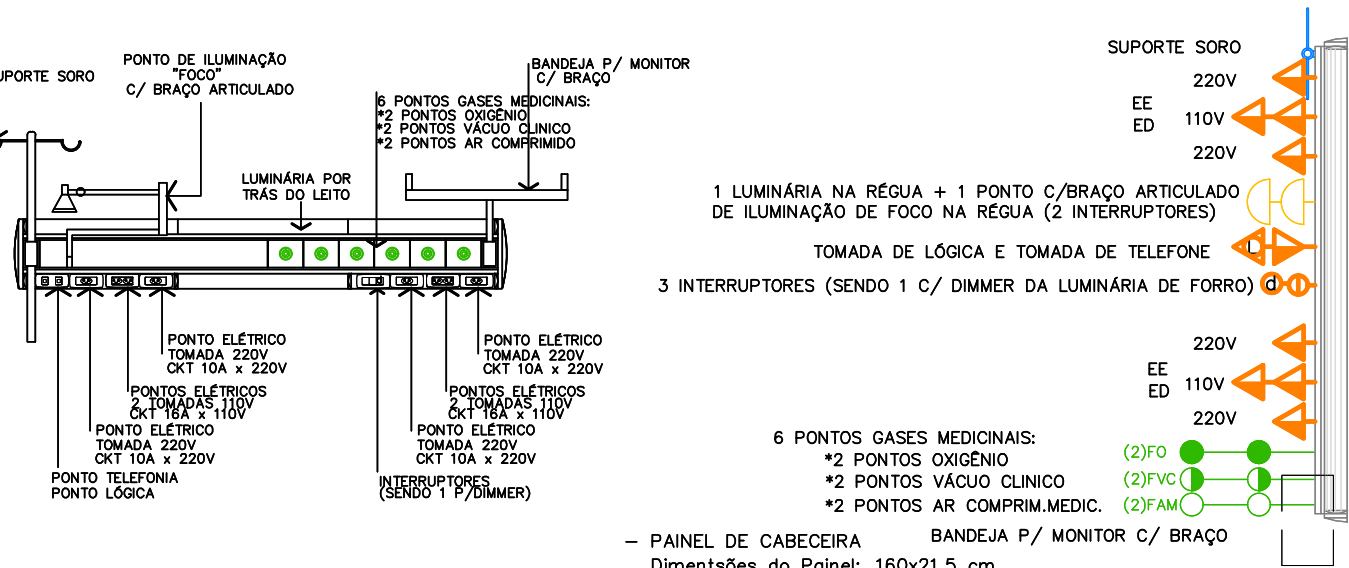 UPORTE SORO
PONTO DE ILUMINAÇÃO
"FOCO"
C/ BRAÇO ARTICULADO
6 PONTOS GASES MEDICINAIS:
*2 PONTOS OXIGÊNIO
*2 PONTOS VÁCUO CLINICO
*2 PONTOS AR COMPRIMIDO
BANDEJA P/ MONITOR
C/ BRAÇO
LUMINÁRIA POR
TRÁS DO LEITO
PONTO ELÉTRICO
TOMADA 220V
CKT 10A x 220V
PONTOS ELÉTRICOS
2 TOMADAS 110V
CKT 16A x 110V
PONTO ELÉTRICO
TOMADA 220V
CKT 10A x 220V
PONTO TELEFONIA
PONTO LÓGICA
PONTO ELÉTRICO
TOMADA 220V
CKT 10A x 220V
PONTOS ELÉTRICOS
2 TOMADAS 110V
CKT 16A x 110V
PONTO ELÉTRICO
TOMADA 220V
CKT 10A x 220V
INTERRUPTORES
(SENDO 1 P/DIMMER)
SUPORTE SORO
220V
EE
ED
110V
220V
1 LUMINÁRIA NA RÉGUA + 1 PONTO C/BRAÇO ARTICULADO
DE ILUMINAÇÃO DE FOCO NA RÉGUA (2 INTERRUPTORES)
TOMADA DE LÓGICA E TOMADA DE TELEFONE
L
3 INTERRUPTORES (SENDO 1 C/ DIMMER DA LUMINÁRIA DE FORRO)
d
220V
EE
ED
110V
220V
6 PONTOS GASES MEDICINAIS:
*2 PONTOS OXIGÊNIO
*2 PONTOS VÁCUO CLINICO
*2 PONTOS AR COMPRIM.MEDIC.
(2)FO
(2)FVC
(2)FAM
BANDEJA P/ MONITOR C/ BRAÇO
– PAINEL DE CABECEIRA
Dimentsões do Painel: 160x21,5 cm